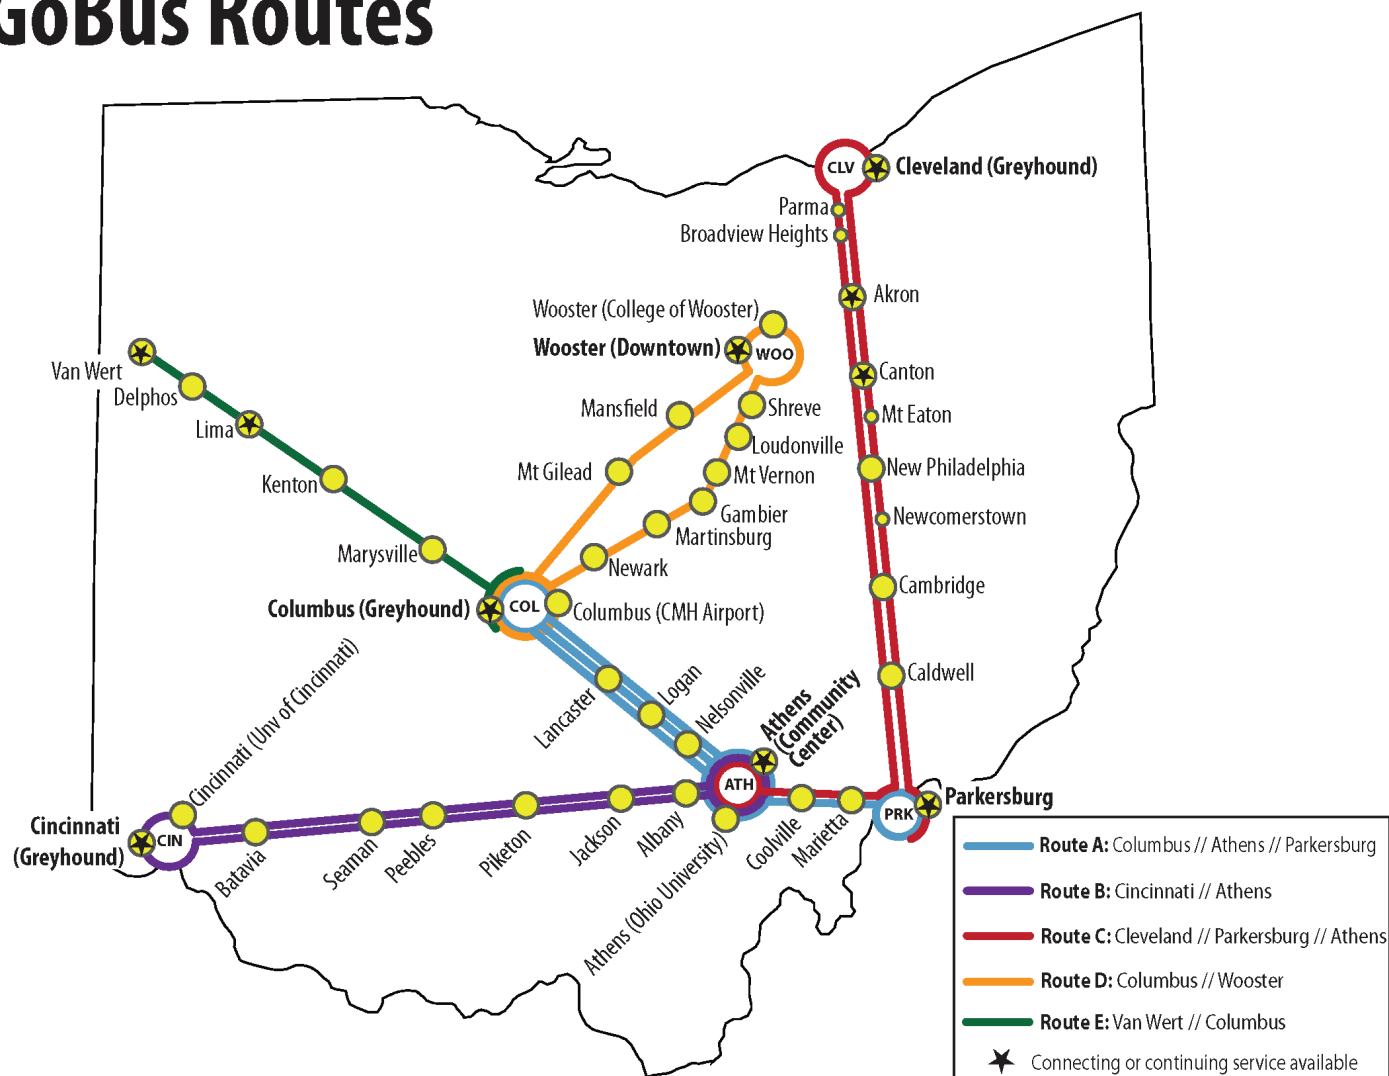 GoBus Routes
CLV
Cleveland (Greyhound)
Parma
Broadview Heights
Akron
Wooster (College of Wooster)
Wooster (Downtown)
WOO
Van Wert
Delphos
Canton
Mansfield
Shreve
Mt Eaton
Lima
Loudonville
Mt Gilead
Mt Vernon
New Philadelphia
Kenton
Gambier
Newcomerstown
Martinsburg
Marysville
Newark
Cambridge
Columbus (Greyhound)
COL
Columbus (CMH Airport)
Caldwell
Cincinnati (Unv of Cincinnati)
Lancaster
Logan
Nelsonville
Athens
(Community
Center)
ATH
Parkersburg
PRK
Cincinnati
(Greyhound)
CIN
Batavia
Seaman
Peebles
Piketon
Jackson
Albany
Athens (Ohio University)
Coolville
Marietta
Route A: Columbus // Athens // Parkersburg
Route B: Cincinnati // Athens
Route C: Cleveland // Parkersburg // Athens
Route D: Columbus // Wooster
Route E: Van Wert // Columbus
Connecting or continuing service available